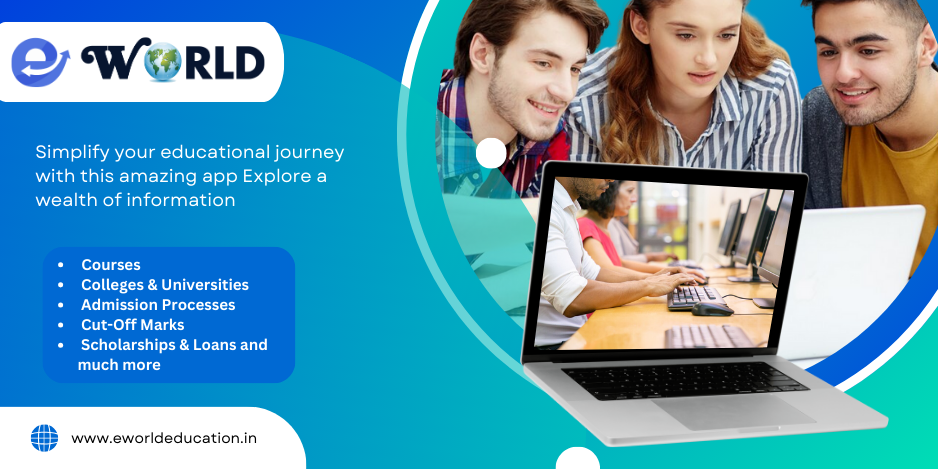 e WORLD
Simplify your educational journey
with this amazing app Explore a
wealth of information
• Courses
• Colleges & Universities
• Admission Processes
• Cut-Off Marks
• Scholarships & Loans and
much more
www.eworldeducation.in